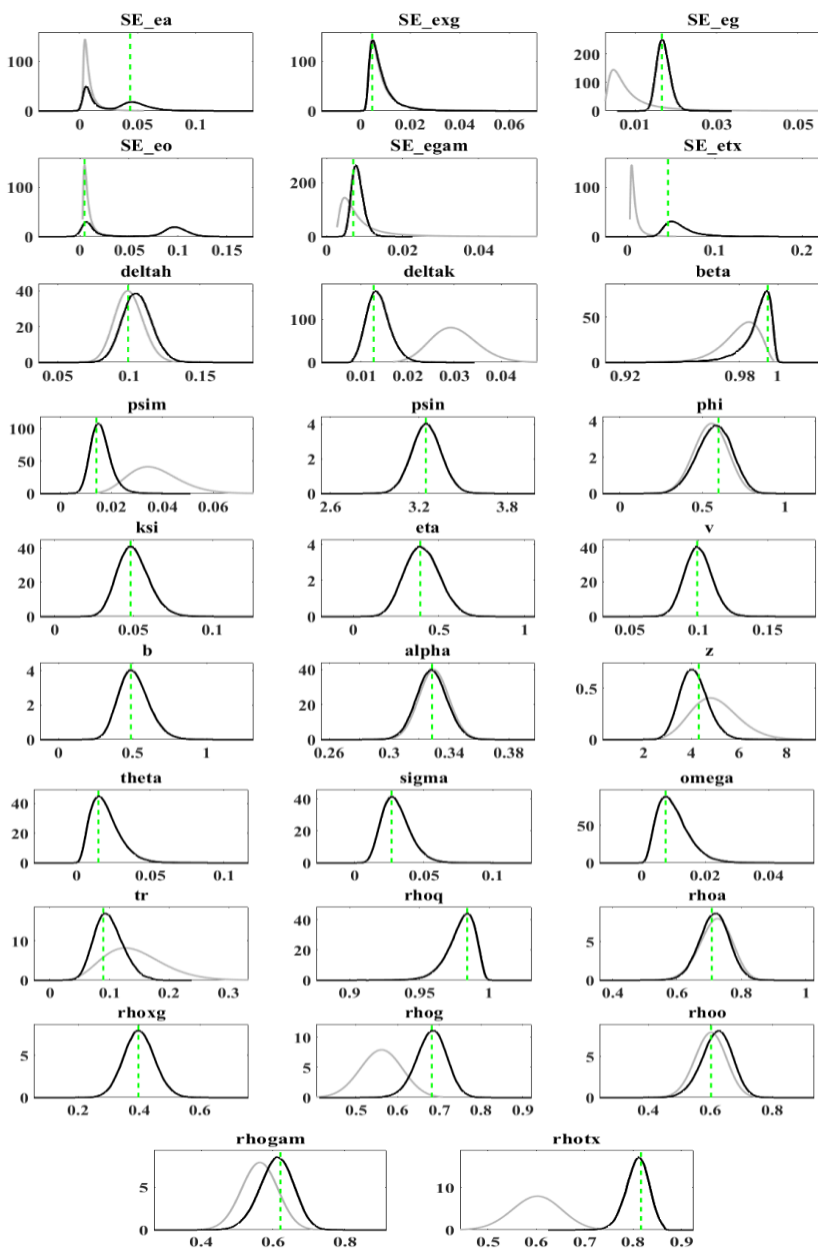 SE_ea SE_exg SE_eg
100 0 0 0.05 0.1
100 0 0 0.02 0.04 0.06
200 100 0 0.01 0.03 0.05
SE_eo SE_egam SE_etx
100 0 0 0.05 0.1 0.15
200 0 0.02 0.04
100 0 0 0.1 0.2
deltah deltak beta
40 20 0 0.05 0.1 0.15
100 0 0.01 0.02 0.03 0.04
50 0 0.92 0.98 1
psim psin phi
100 50 0 0 0.02 0.04 0.06
4 2 0 2.6 3.2 3.8
4 2 0 0 0.5 1
ksi eta v
40 20 0 0 0.05 0.1
4 2 0 0 0.5 1
40 20 0 0.05 0.1 0.15
b alpha z
4 2 0 0 0.5 1
40 20 0 0.26 0.3 0.34 0.38
0.5 0 2 4 6 8
theta sigma omega
40 20 0 0 0.05 0.1
40 20 0 0 0.05 0.1
50 0 0 0.02 0.04
tr rhoq rhoa
10 0 0 0.1 0.2 0.3
40 20 0 0.9 0.95 1
5 0 0.4 0.6 0.8 1
rhoxg rhog rhoo
5 0 0.2 0.4 0.6
10 5 0 0.5 0.6 0.7 0.8 0.9
5 0 0.4 0.6 0.8
rhogam rhotx
5 0 0.4 0.6 0.8
10 0 0.5 0.6 0.7 0.8 0.9